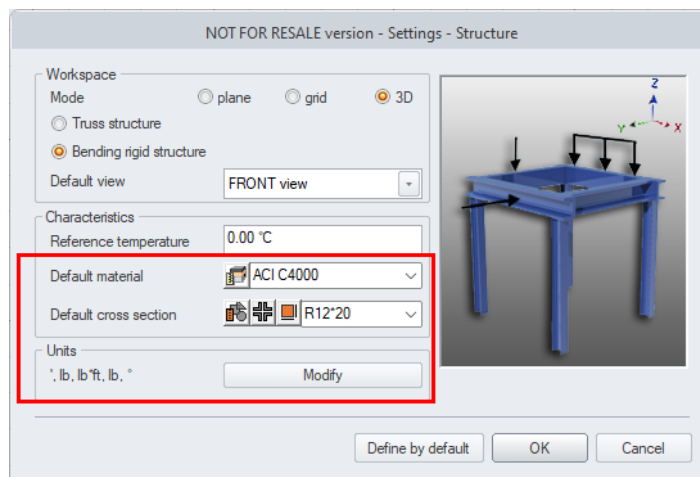 NOT FOR RESALE version - Settings - Structure
Workspace
Mode plane grid 3D
Truss structure
Bending rigid structure
Default view FRONT view
Characteristics
Reference temperature 0.00 °C
Default material ACI C4000
Default cross section R12*20
Units
', lb, lb*ft, lb, ° Modify
Define by default OK Cancel
Z
Y X